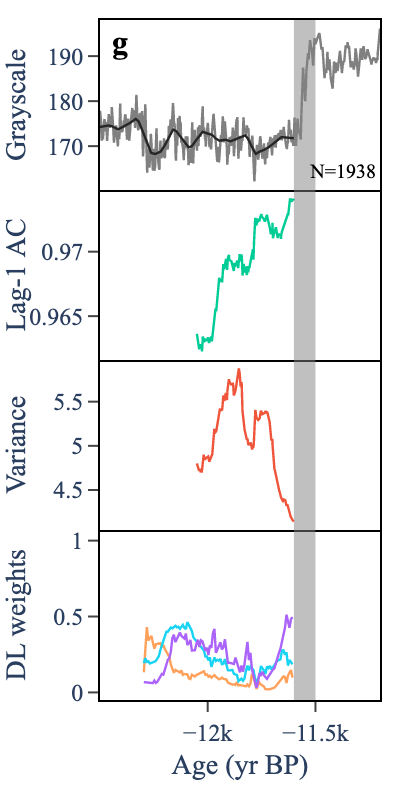 g
Grayscale
190
180
170
N=1938
Lag-1 AC
0.97
0.965
Variance
5.5
5
4.5
DL weights
1
0.5
0
−12k
−11.5k
Age (yr BP)